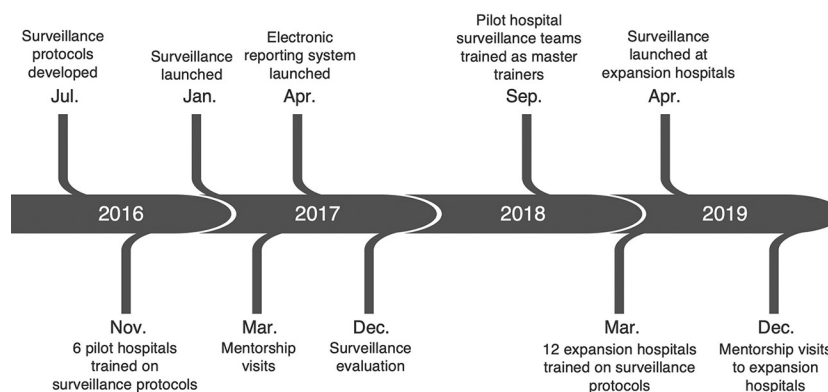 Surveillance
protocols
developed
Jul.
Surveillance
launched
Jan.
Electronic
reporting system
launched
Apr.
Pilot hospital
surveillance teams
trained as master
trainers
Sep.
Surveillance
launched at
expansion hospitals
Apr.
2016
2017
2018
2019
Nov.
6 pilot hospitals
trained on
surveillance protocols
Mar.
Mentorship
visits
Dec.
Surveillance
evaluation
Mar.
12 expansion hospitals
trained on surveillance
protocols
Dec.
Mentorship visits
to expansion
hospitals